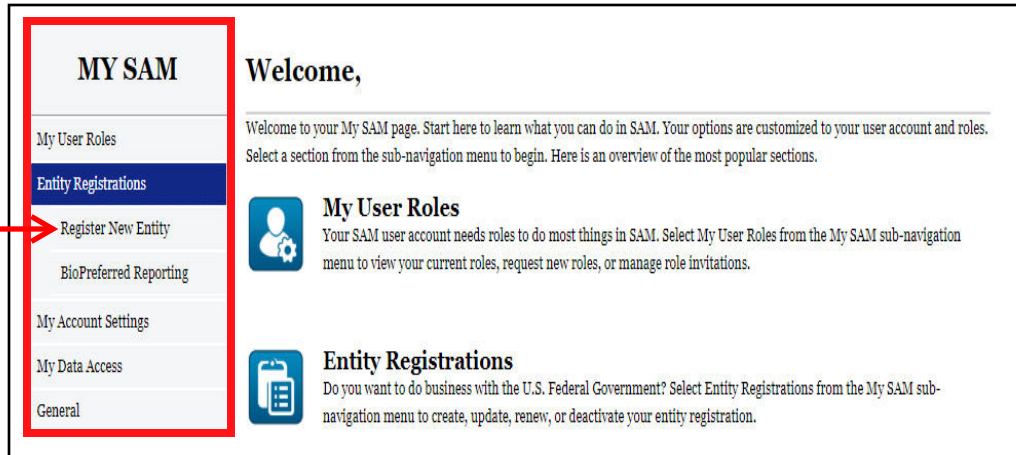 MY SAM
My User Roles
Entity Registrations
Register New Entity
BioPreferred Reporting
My Account Settings
My Data Access
General
Welcome,
Welcome to your My SAM page. Start here to learn what you can do in SAM. Your options are customized to your user account and roles.
Select a section from the sub-navigation menu to begin. Here is an overview of the most popular sections.
My User Roles
Your SAM user account needs roles to do most things in SAM. Select My User Roles from the My SAM sub-navigation
menu to view your current roles, request new roles, or manage role invitations.
Entity Registrations
Do you want to do business with the U.S. Federal Government? Select Entity Registrations from the My SAM sub-
navigation menu to create, update, renew, or deactivate your entity registration.